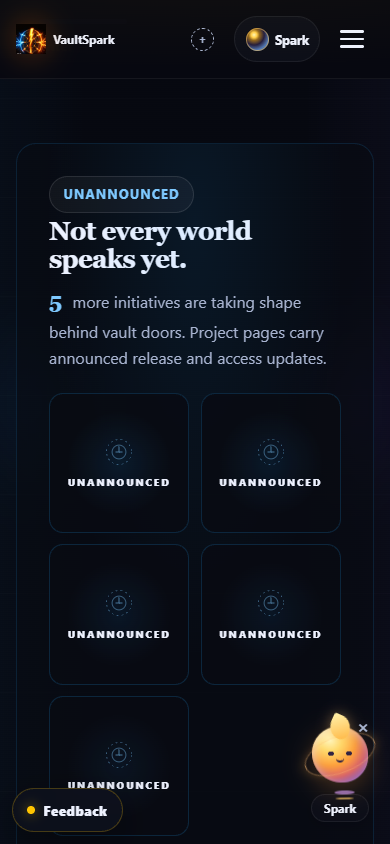 VaultSpark
+
Spark
UNANNOUNCED
Not every world
speaks yet.
5 more initiatives are taking shape
behind vault doors. Project pages carry
announced release and access updates.
UNANNOUNCED
UNANNOUNCED
UNANNOUNCED
UNANNOUNCED
UNANNOUNCED
×
Feedback
Spark